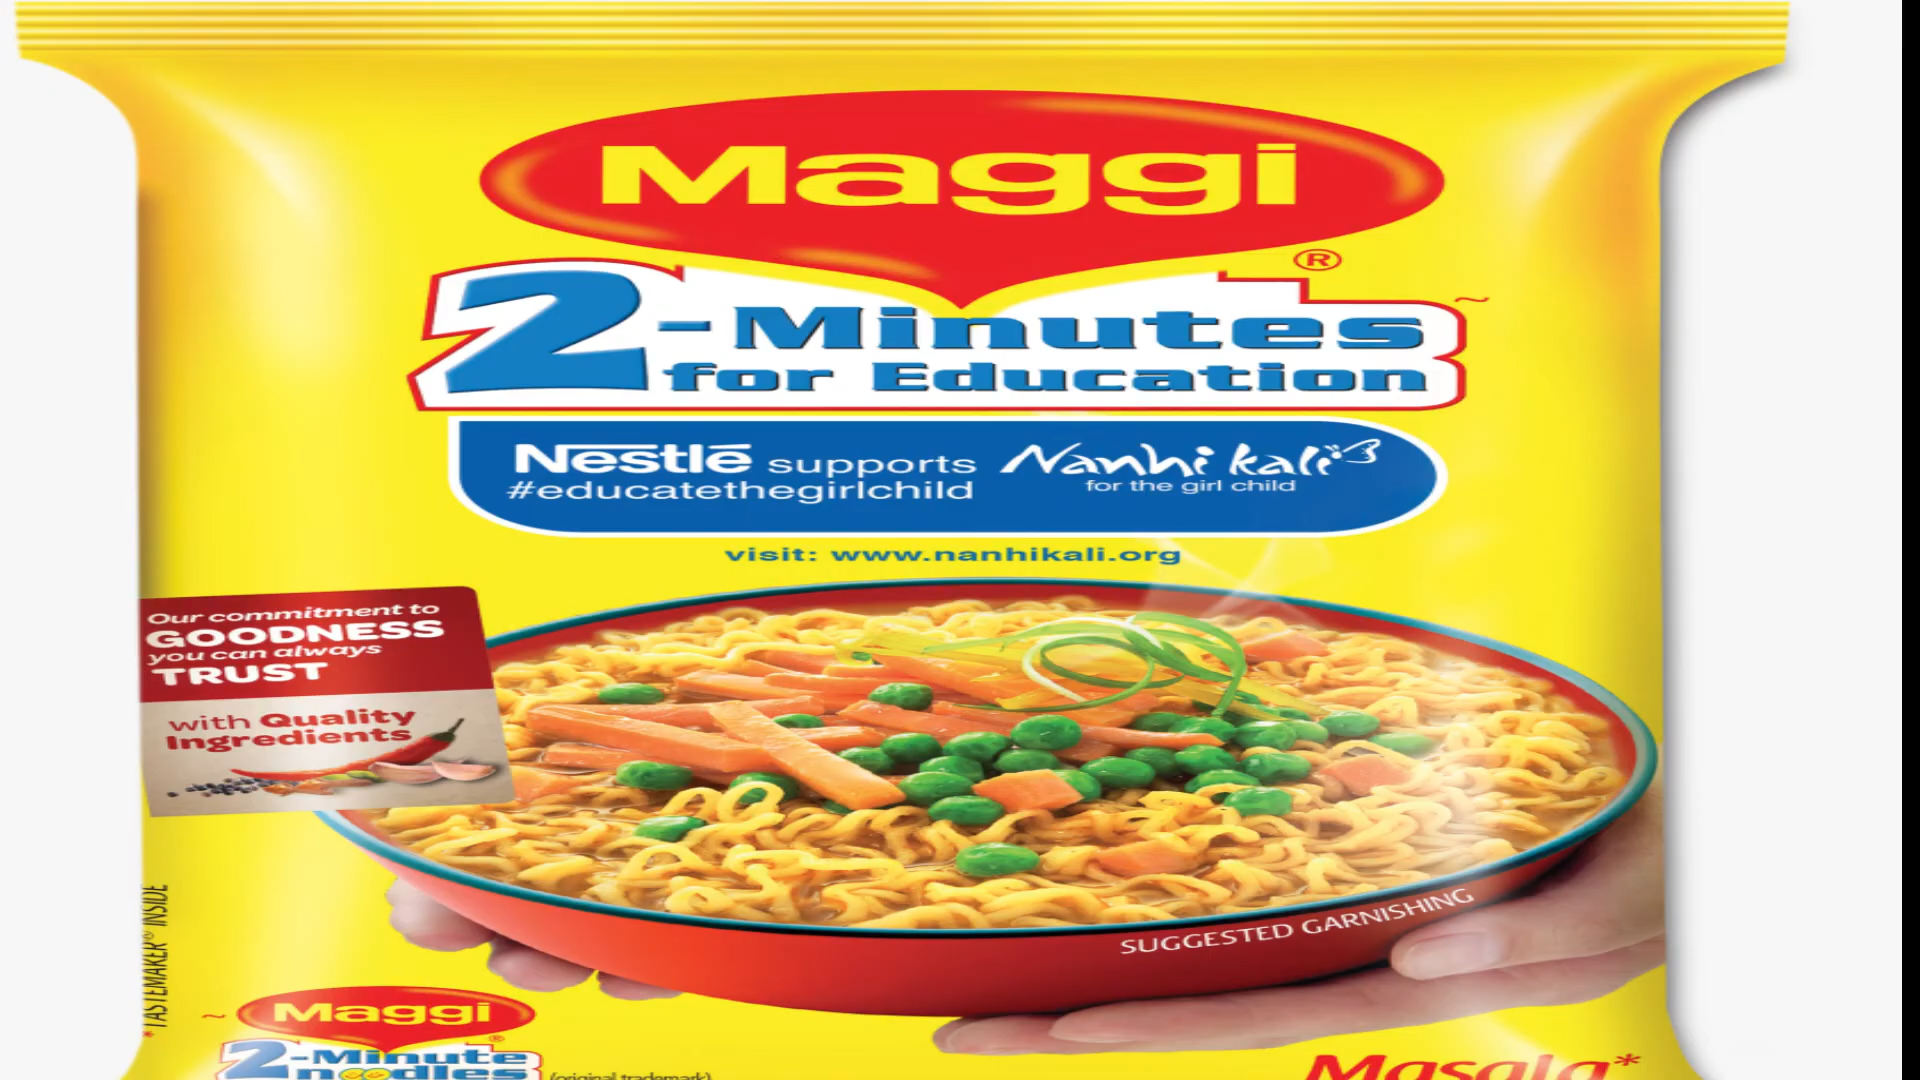 Maggi
®
2-Minutes
for Education
~
Nestlé supports
#educatethegirlchild
Nanhi kali
for the girl child
visit: www.nanhikali.org
Our commitment to
GOODNESS
you can always
TRUST
with Quality
Ingredients
SUGGESTED GARNISHING
*TASTEMAKER® INSIDE
~ Maggi ®
2-Minute
noodles
(original trademark)
Masala*